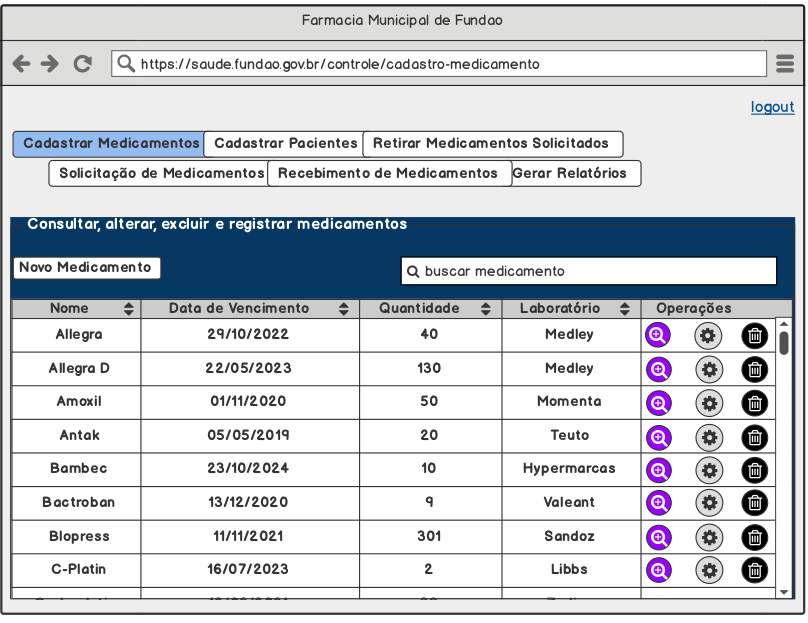 Farmacia Municipal de Fundao
https://saude.fundao.gov.br/controle/cadastro-medicamento
logout
Cadastrar Medicamentos Cadastrar Pacientes Retirar Medicamentos Solicitados
Solicitação de Medicamentos Recebimento de Medicamentos Gerar Relatórios
Consultar, alterar, excluir e registrar medicamentos
Novo Medicamento buscar medicamento
Nome Data de Vencimento Quantidade Laboratório Operações
Allegra 29/10/2022 40 Medley
Allegra D 22/05/2023 130 Medley
Amoxil 01/11/2020 50 Momenta
Antak 05/05/2019 20 Teuto
Bambec 23/10/2024 10 Hypermarcas
Bactroban 13/12/2020 9 Valeant
Blopress 11/11/2021 301 Sandoz
C-Platin 16/07/2023 2 Libbs